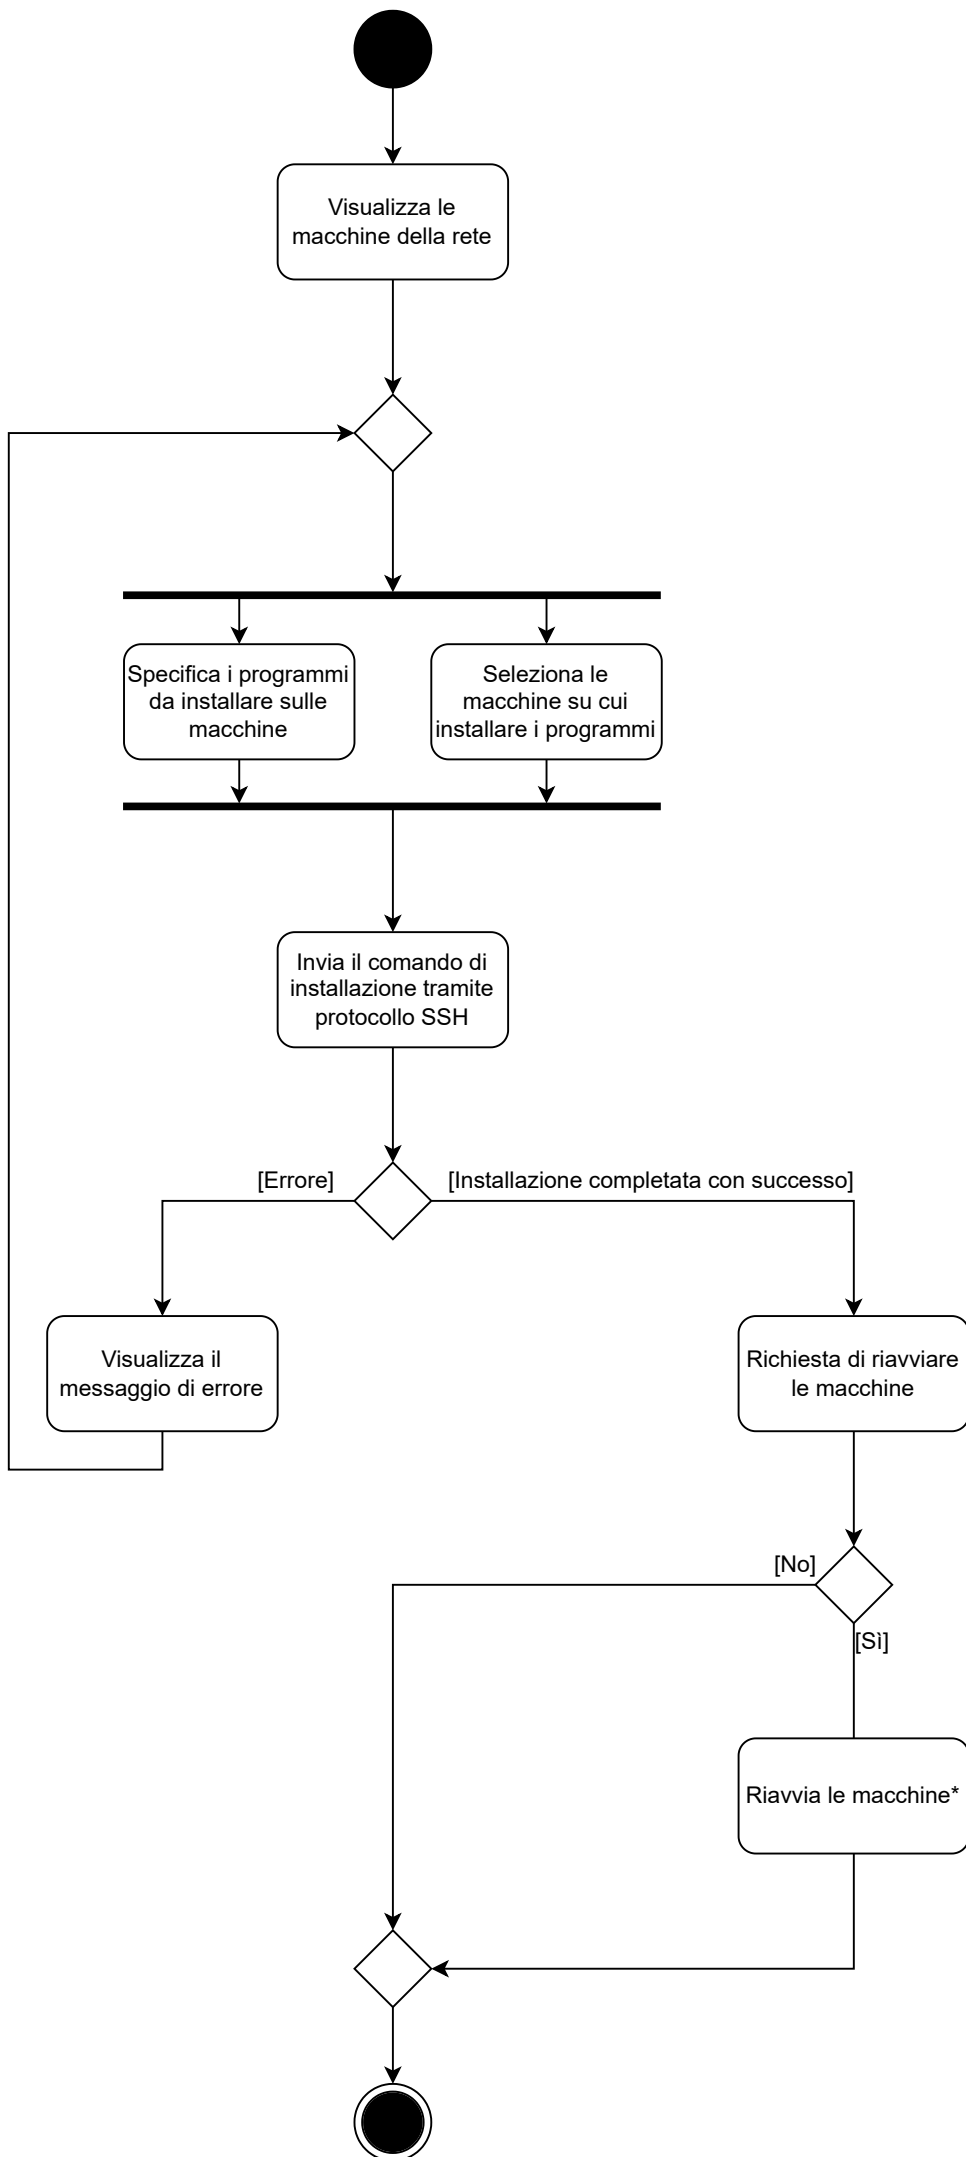 Visualizza le
macchine della rete
Specifica i programmi
da installare sulle
macchine
Seleziona le
macchine su cui
installare i programmi
Invia il comando di
installazione tramite
protocollo SSH
[Errore]
[Installazione completata con successo]
Visualizza il
messaggio di errore
Richiesta di riavviare
le macchine
[No]
[Sì]
Riavvia le macchine*